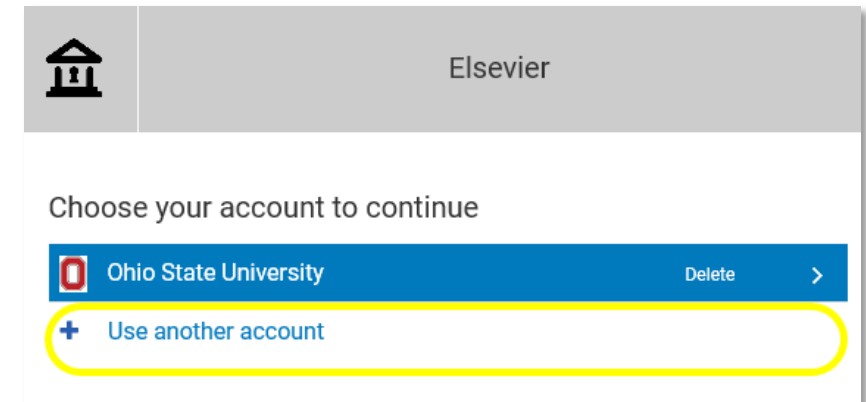 Elsevier
Choose your account to continue
Ohio State University Delete
Use another account